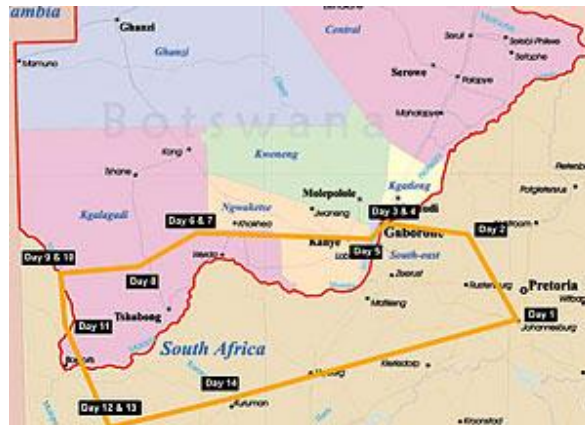 ambia
Ghanzi
Ghanzi
Central
Serule
Selebi-Phikwe
Sefophe
Mamuno
Serowe
Palapye
Mahalapye
Botswana
Kang
Kweneng
Tshane
Molepolole
Kgatleng
Kgalagadi
Ngwaketse
Jwaneng
Day 3 & 4
Day 6 & 7
Khakhea
Gaborone
Day 2
Kanye
Day 5
South-east
Day 9 & 10
Day 8
Zeerust
Rustenburg
Pretoria
Tshabong
Mafikeng
Day 1
Johannesburg
Day 11
South Africa
Klerksdorp
Day 14
Day 12 & 13
Kuruman
Kroonstad